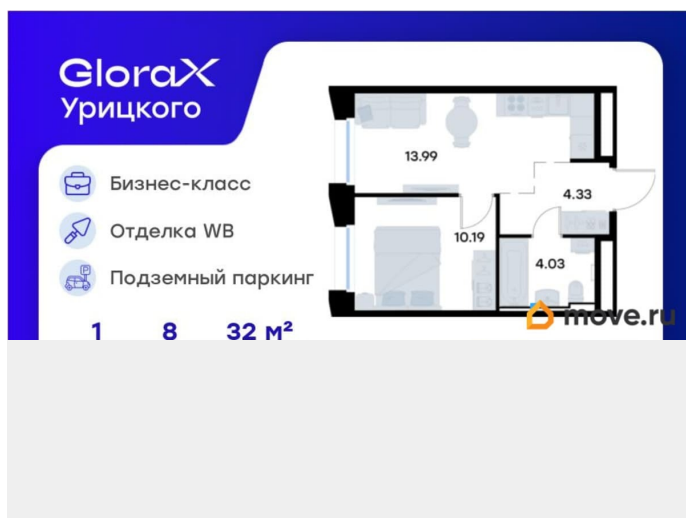 GloraX
Урицкого
Бизнес-класс
Отделка WB
Подземный паркинг
1 8 32 м²
13.99
4.33
10.19
4.03
move.ru